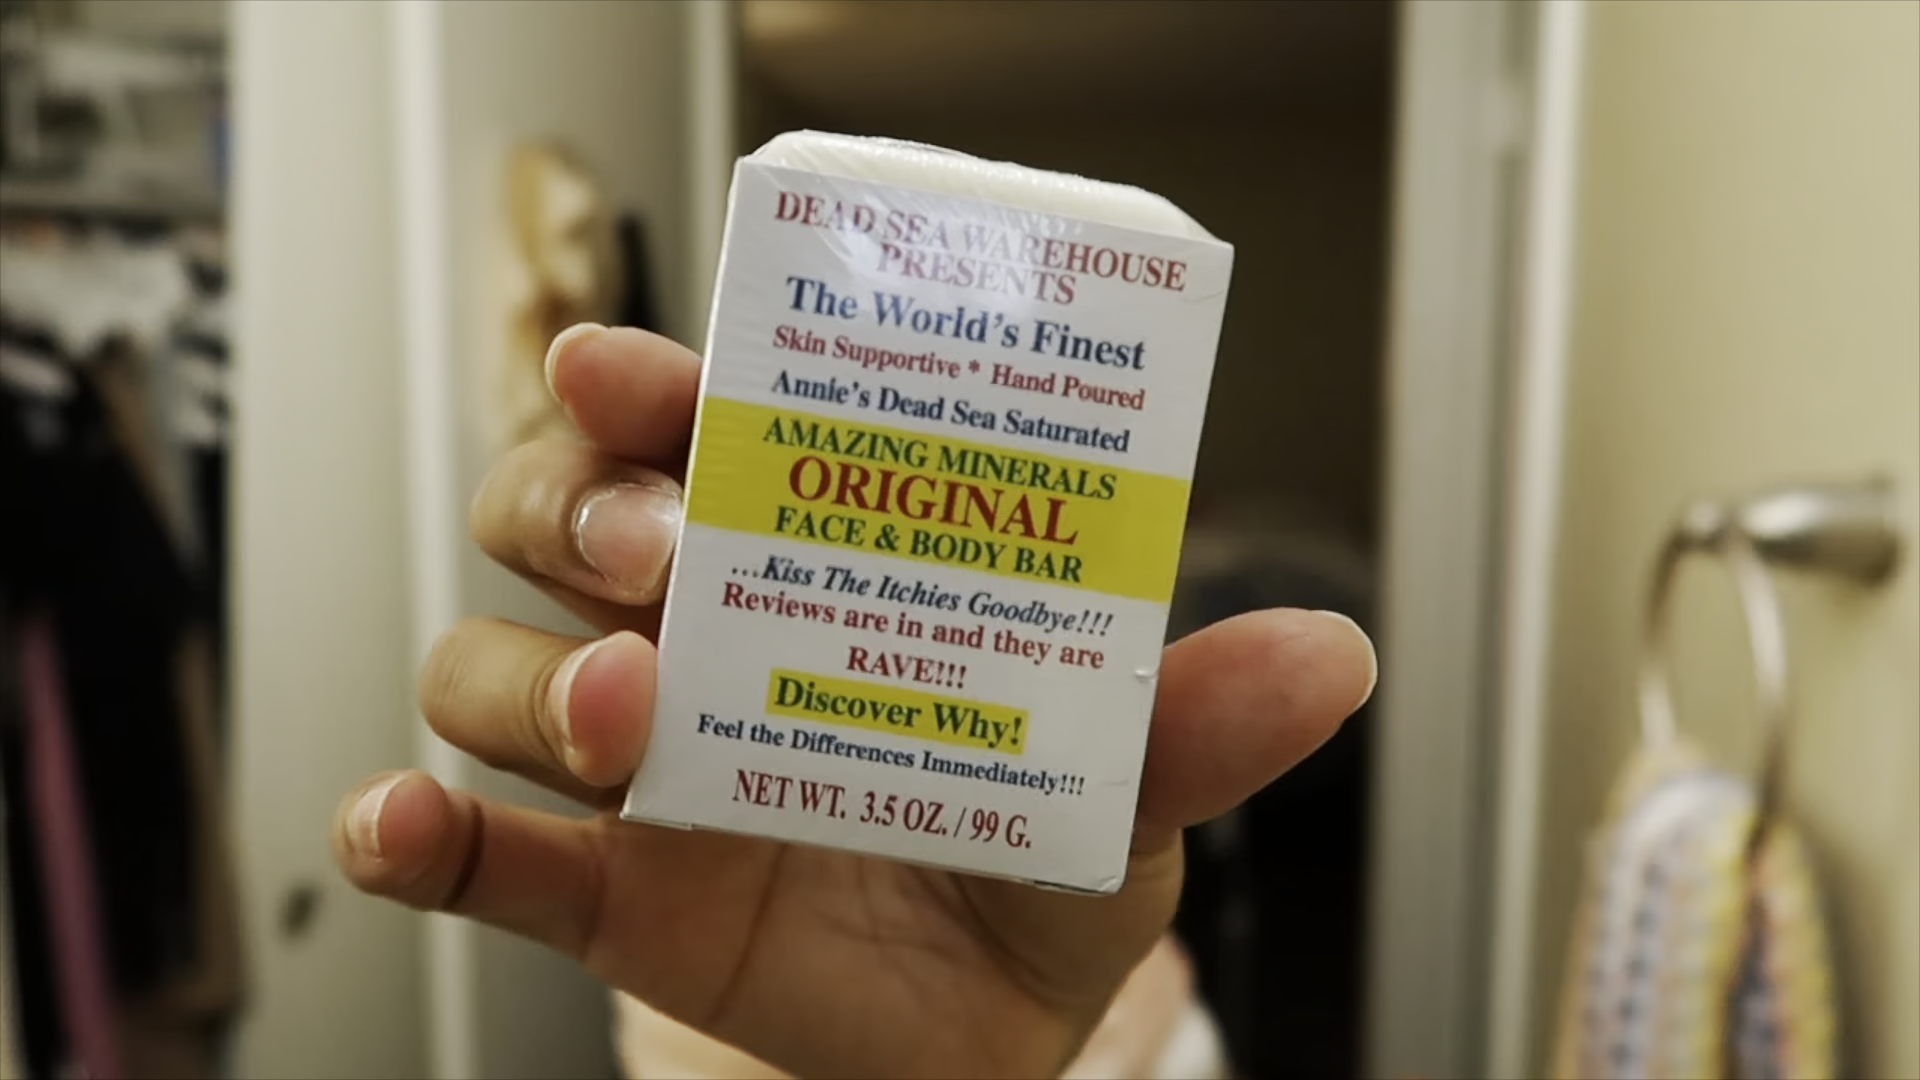 DEAD SEA WAREHOUSE
PRESENTS
The World's Finest
Skin Supportive * Hand Poured
Annie's Dead Sea Saturated
AMAZING MINERALS
ORIGINAL
FACE & BODY BAR
...Kiss The Itchies Goodbye!!!
Reviews are in and they are
RAVE!!!
Discover Why!
Feel the Differences Immediately!!!
NET WT. 3.5 OZ. / 99 G.